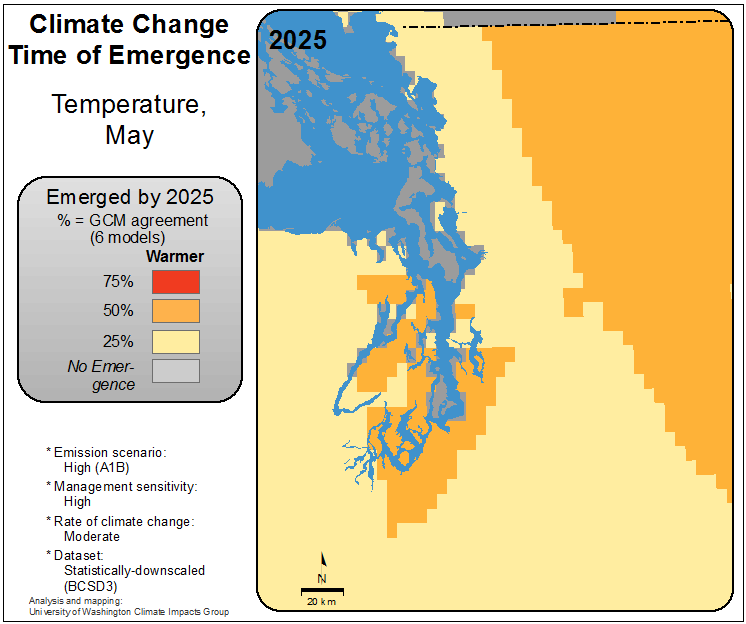 Climate Change
Time of Emergence
Temperature,
May
Emerged by 2025
% = GCM agreement
(6 models)
Warmer
75%
50%
25%
No Emer-
gence
* Emission scenario:
High (A1B)
* Management sensitivity:
High
* Rate of climate change:
Moderate
* Dataset:
Statistically-downscaled
(BCSD3)
Analysis and mapping:
University of Washington Climate Impacts Group
2025
N
20 km